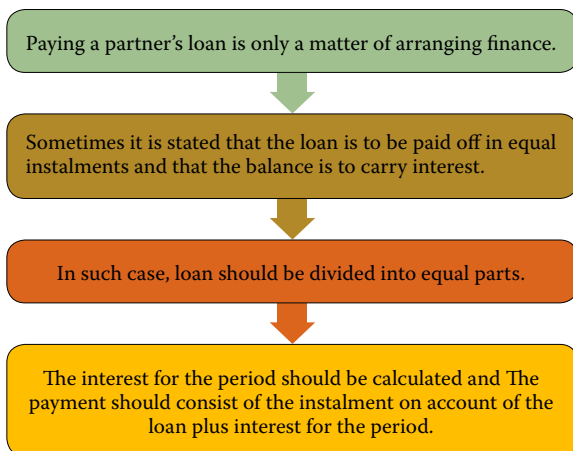 Paying a partner’s loan is only a matter of arranging finance.
Sometimes it is stated that the loan is to be paid off in equal
instalments and that the balance is to carry interest.
In such case, loan should be divided into equal parts.
The interest for the period should be calculated and The
payment should consist of the instalment on account of the
loan plus interest for the period.